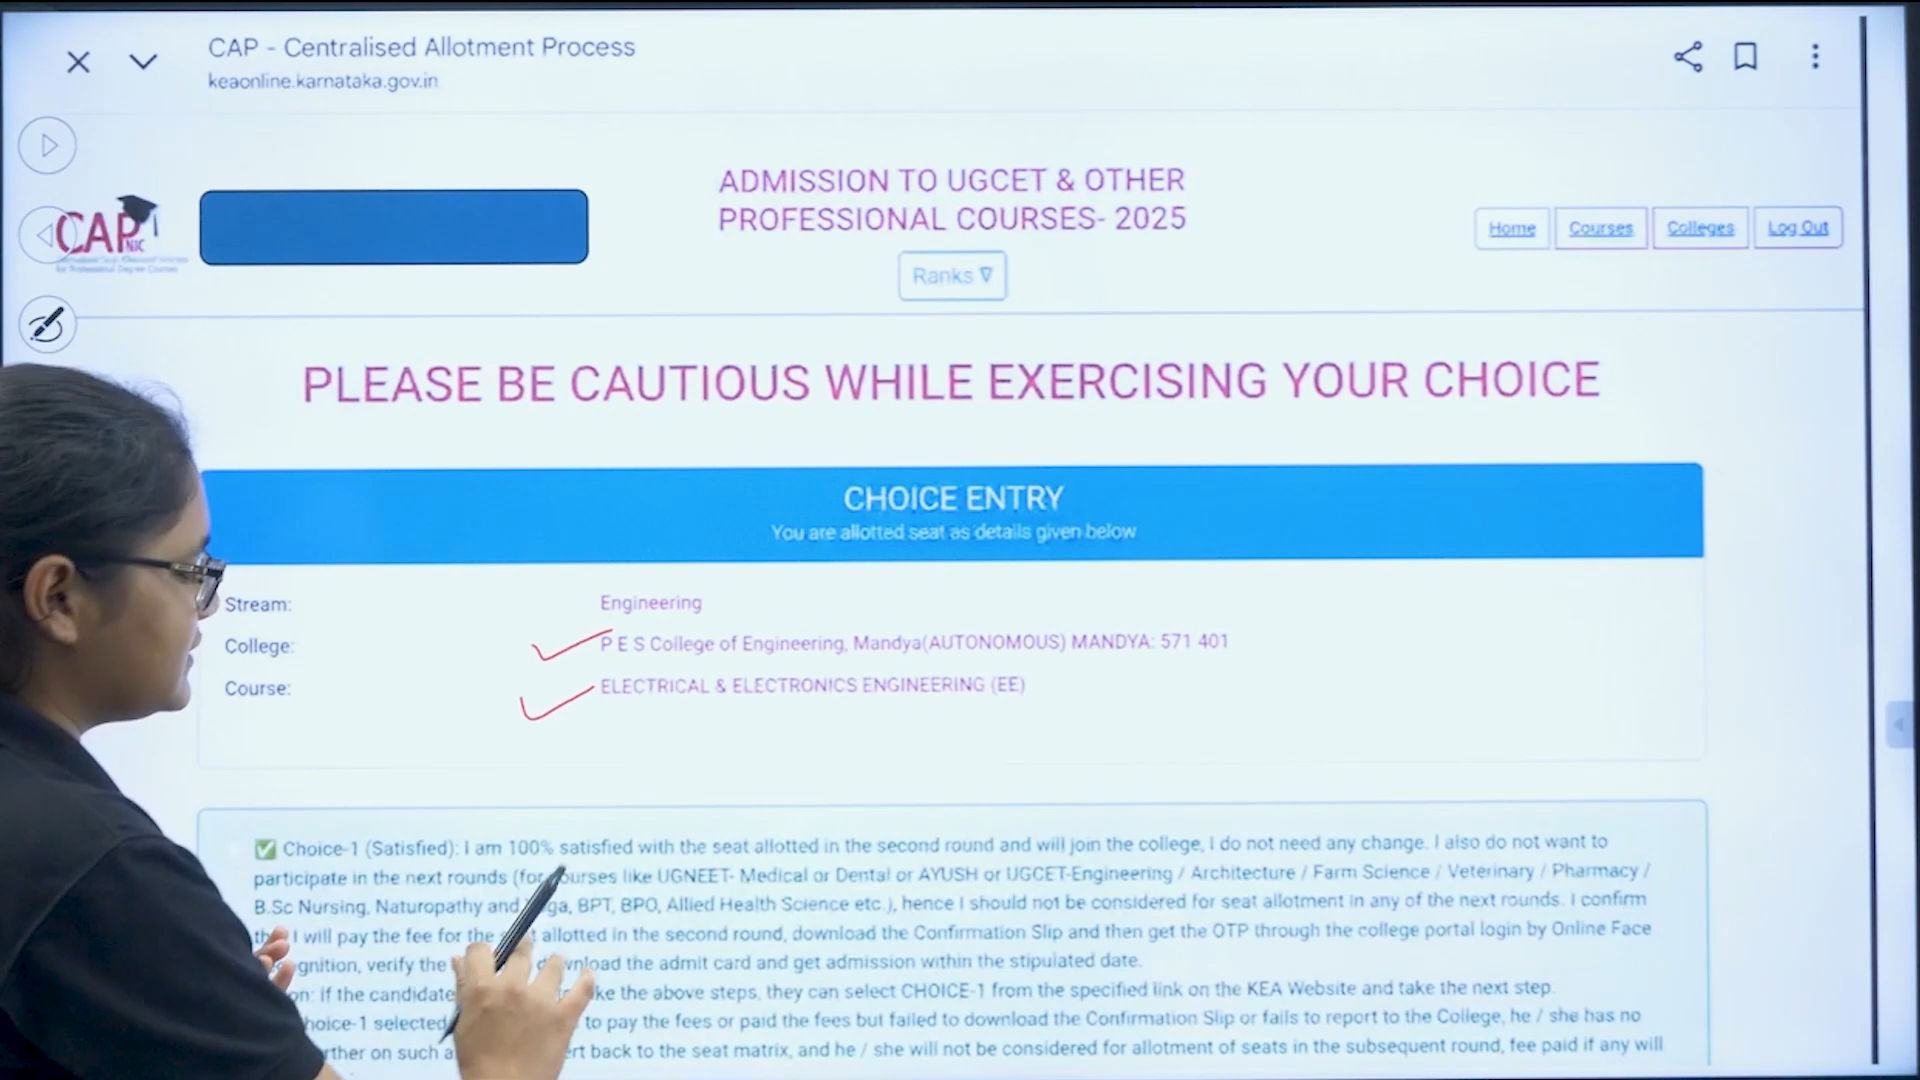 CAP - Centralised Allotment Process
keaonline.karnataka.gov.in
CAP
NIC
for Professional Degree Courses
ADMISSION TO UGCET & OTHER
PROFESSIONAL COURSES- 2025
Ranks ∇
Home Courses Colleges Log Out
PLEASE BE CAUTIOUS WHILE EXERCISING YOUR CHOICE
CHOICE ENTRY
You are allotted seat as details given below
Stream: Engineering
College: P E S College of Engineering, Mandya(AUTONOMOUS) MANDYA: 571 401
Course: ELECTRICAL & ELECTRONICS ENGINEERING (EE)
✅ Choice-1 (Satisfied): I am 100% satisfied with the seat allotted in the second round and will join the college, I do not need any change. I also do not want to
participate in the next rounds (for courses like UGNEET- Medical or Dental or AYUSH or UGCET-Engineering / Architecture / Farm Science / Veterinary / Pharmacy /
B.Sc Nursing, Naturopathy and Yoga, BPT, BPO, Allied Health Science etc.), hence I should not be considered for seat allotment in any of the next rounds. I confirm
I will pay the fee for the allotted in the second round, download the Confirmation Slip and then get the OTP through the college portal login by Online Face
verify the download the admit card and get admission within the stipulated date.
If the candidate the above steps, they can select CHOICE-1 from the specified link on the KEA Website and take the next step.
selected to pay the fees or paid the fees but failed to download the Confirmation Slip or fails to report to the College, he / she has no
on such back to the seat matrix, and he / she will not be considered for allotment of seats in the subsequent round, fee paid if any will